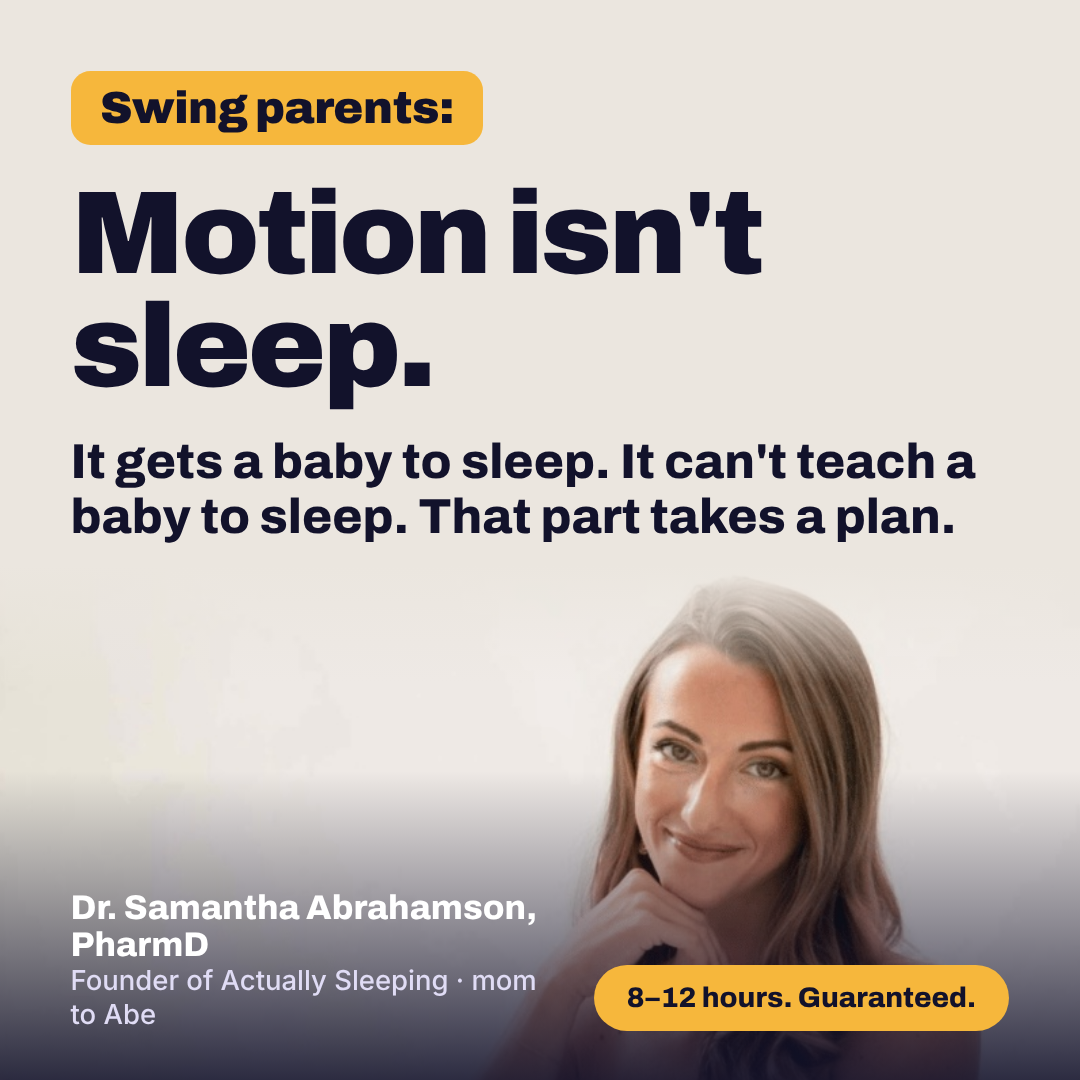 Swing parents:
Motion isn't
sleep.
It gets a baby to sleep. It can't teach a
baby to sleep. That part takes a plan.
Dr. Samantha Abrahamson,
PharmD
Founder of Actually Sleeping · mom
to Abe
8–12 hours. Guaranteed.